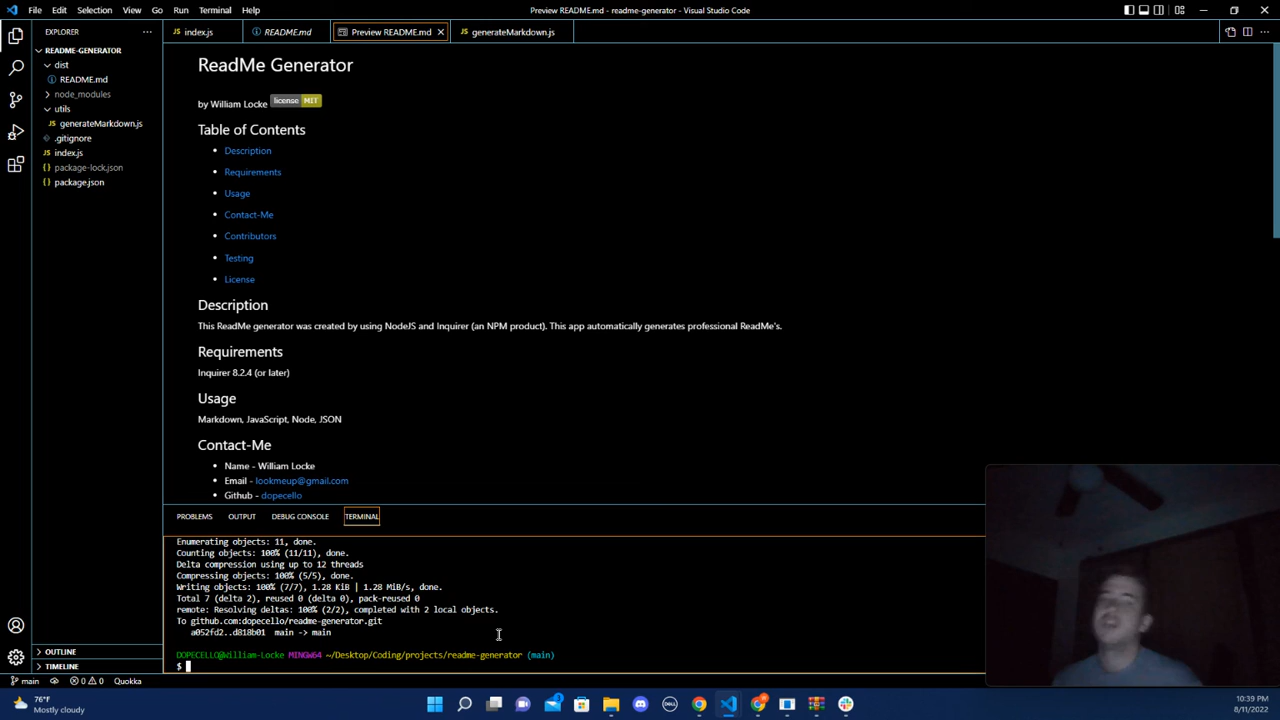 File Edit Selection View Go Run Terminal Help
Preview README.md - readme-generator - Visual Studio Code
EXPLORER
README-GENERATOR
dist
README.md
node_modules
utils
generateMarkdown.js
.gitignore
index.js
package-lock.json
package.json
OUTLINE
TIMELINE
index.js README.md Preview README.md generateMarkdown.js
ReadMe Generator
by William Locke license MIT
Table of Contents
Description
Requirements
Usage
Contact-Me
Contributors
Testing
License
Description
This ReadMe generator was created by using NodeJS and Inquirer (an NPM product). This app automatically generates professional ReadMe's.
Requirements
Inquirer 8.2.4 (or later)
Usage
Markdown, JavaScript, Node, JSON
Contact-Me
Name - William Locke
Email - lookmeup@gmail.com
Github - dopecello
PROBLEMS OUTPUT DEBUG CONSOLE TERMINAL
Enumerating objects: 11, done.
Counting objects: 100% (11/11), done.
Delta compression using up to 12 threads
Compressing objects: 100% (5/5), done.
Writing objects: 100% (7/7), 1.28 KiB | 1.28 MiB/s, done.
Total 7 (delta 2), reused 0 (delta 0), pack-reused 0
remote: Resolving deltas: 100% (2/2), completed with 2 local objects.
To github.com:dopecello/readme-generator.git
a052fd2..d818b01 main -> main
DOPECELLO@William-Locke MINGW64 ~/Desktop/Coding/projects/readme-generator (main)
$
main 0 0 Quokka
76°F
Mostly cloudy
10:39 PM
8/11/2022